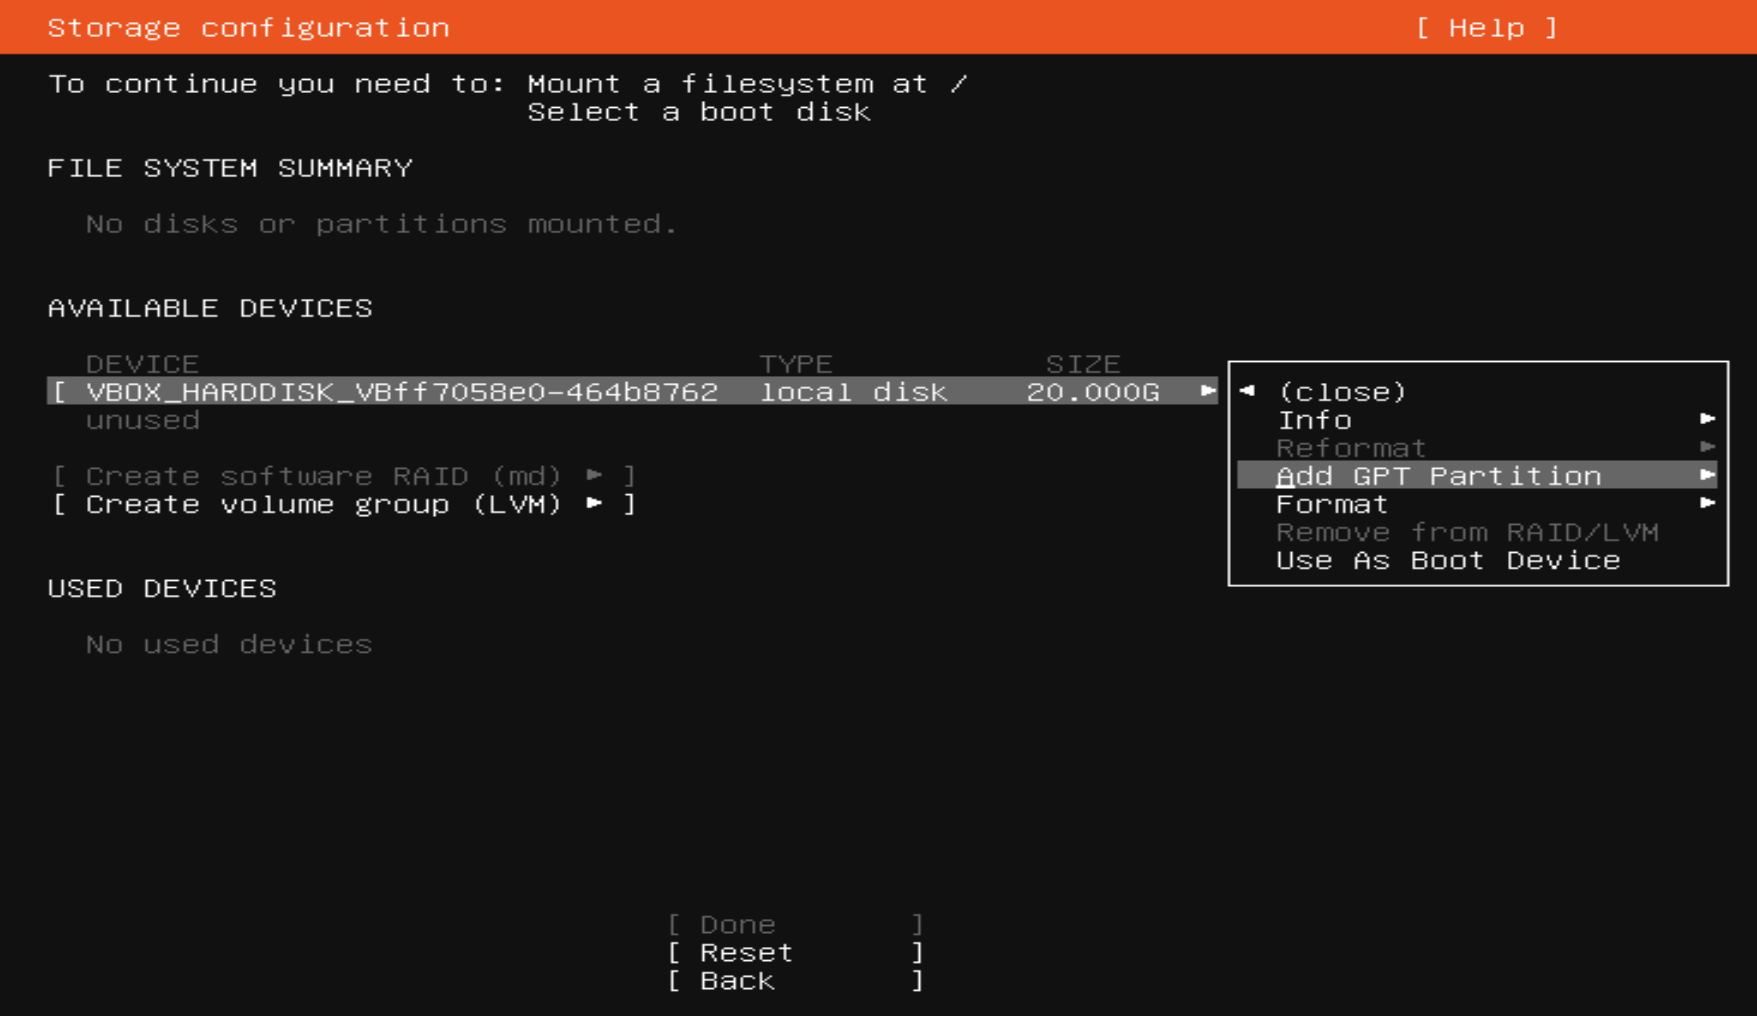 Storage configuration [ Help ]
To continue you need to: Mount a filesystem at /
Select a boot disk
FILE SYSTEM SUMMARY
No disks or partitions mounted.
AVAILABLE DEVICES
DEVICE TYPE SIZE
[ VBOX_HARDDISK_VBff7058e0-464b8762 local disk 20.000G ►
unused
[ Create software RAID (md) ► ]
[ Create volume group (LVM) ► ]
◄ (close)
Info ►
Reformat ►
Add GPT Partition ►
Format ►
Remove from RAID/LVM
Use As Boot Device
USED DEVICES
No used devices
[ Done ]
[ Reset ]
[ Back ]